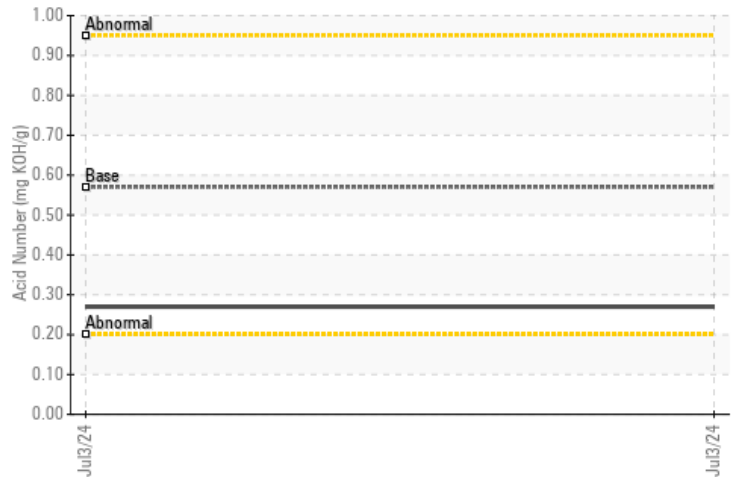 Acid Number (mg KOH/g)
1.00
0.90
0.80
0.70
0.60
0.50
0.40
0.30
0.20
0.10
0.00
Abnormal
Base
Abnormal
Jul3/24
Jul3/24